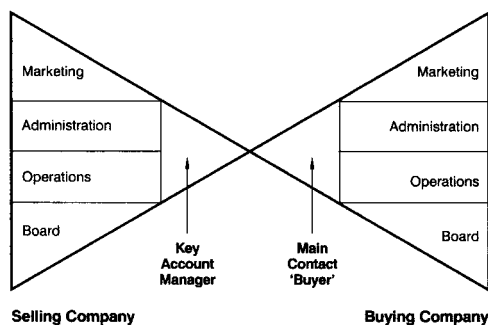 Marketing
Marketing
Administration
Administration
Operations
Operations
Board
Board
Key
Account
Manager
Main
Contact
'Buyer'
Selling Company
Buying Company